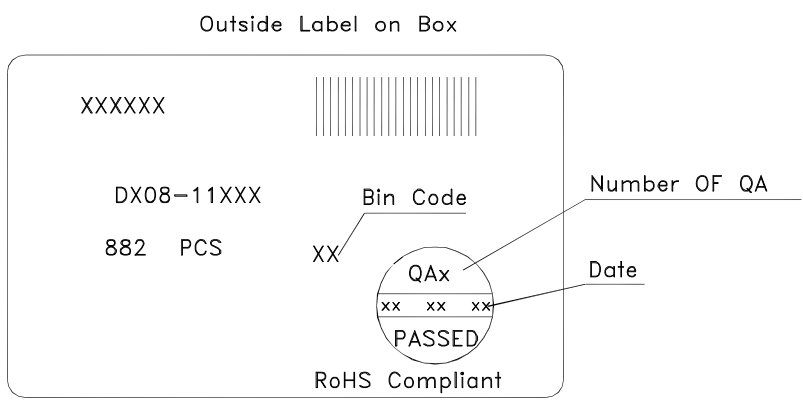 Outside Label on Box
XXXXXX
DX08-11XXX
Bin Code
Number OF QA
882 PCS
XX
QAx
Date
xx xx xx
PASSED
RoHS Compliant